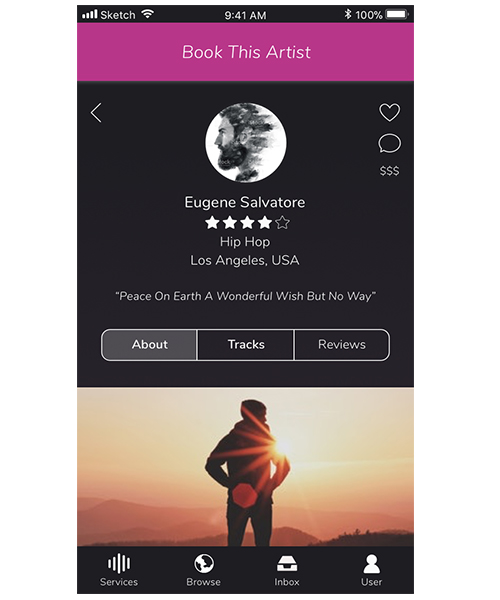 Sketch 9:41 AM 100%
Book This Artist
$$$
Eugene Salvatore
Hip Hop
Los Angeles, USA
“Peace On Earth A Wonderful Wish But No Way”
About Tracks Reviews
Services Browse Inbox User